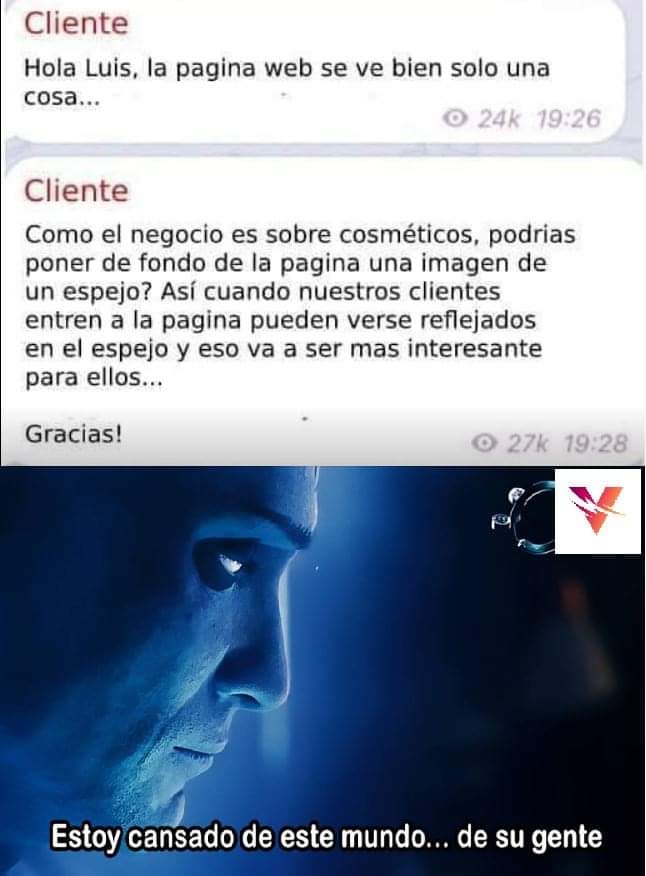 Cliente
Hola Luis, la pagina web se ve bien solo una
cosa...
24k 19:26
Cliente
Como el negocio es sobre cosméticos, podrias
poner de fondo de la pagina una imagen de
un espejo? Así cuando nuestros clientes
entren a la pagina pueden verse reflejados
en el espejo y eso va a ser mas interesante
para ellos...
Gracias!
27k 19:28
Estoy cansado de este mundo... de su gente